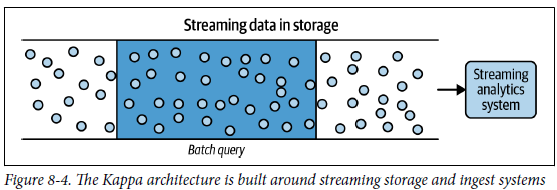 Streaming data in storage
Streaming
analytics
system
Batch query
Figure 8-4. The Kappa architecture is built around streaming storage and ingest systems